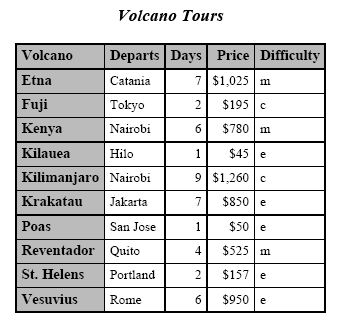 Volcano Tours
Volcano Departs Days Price Difficulty
Etna Catania 7 $1,025 m
Fuji Tokyo 2 $195 c
Kenya Nairobi 6 $780 m
Kilauea Hilo 1 $45 e
Kilimanjaro Nairobi 9 $1,260 c
Krakatau Jakarta 7 $850 e
Poas San Jose 1 $50 e
Reventador Quito 4 $525 m
St. Helens Portland 2 $157 e
Vesuvius Rome 6 $950 e